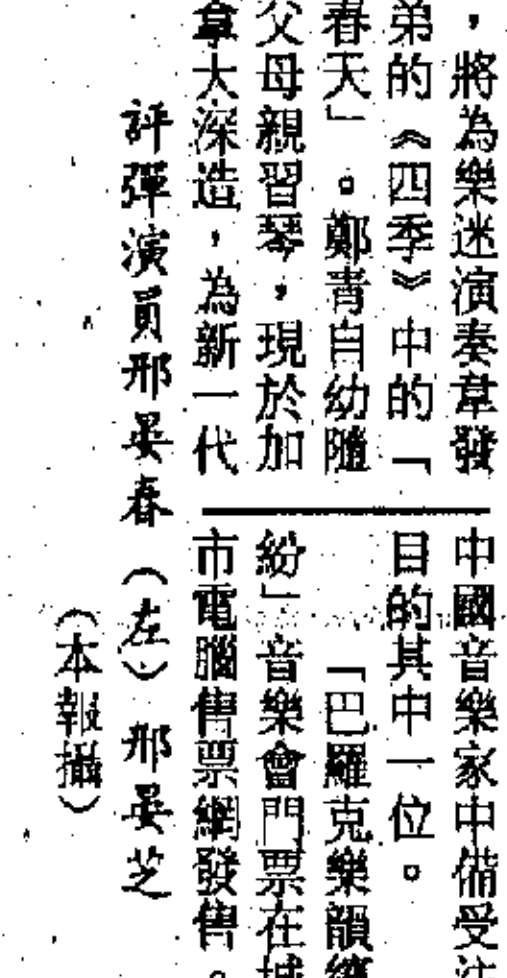 ，將為樂迷演奏韋發
弟的《四季》中的「
春天」。鄭青自幼隨
父母親習琴，現於加
拿大深造，為新一代
中國音樂家中備受注
目的其中一位。
「巴羅克樂韻繽
紛」音樂會門票在城
市電腦售票網發售。
評彈演員邢晏春（左）邢晏芝
（本報攝）